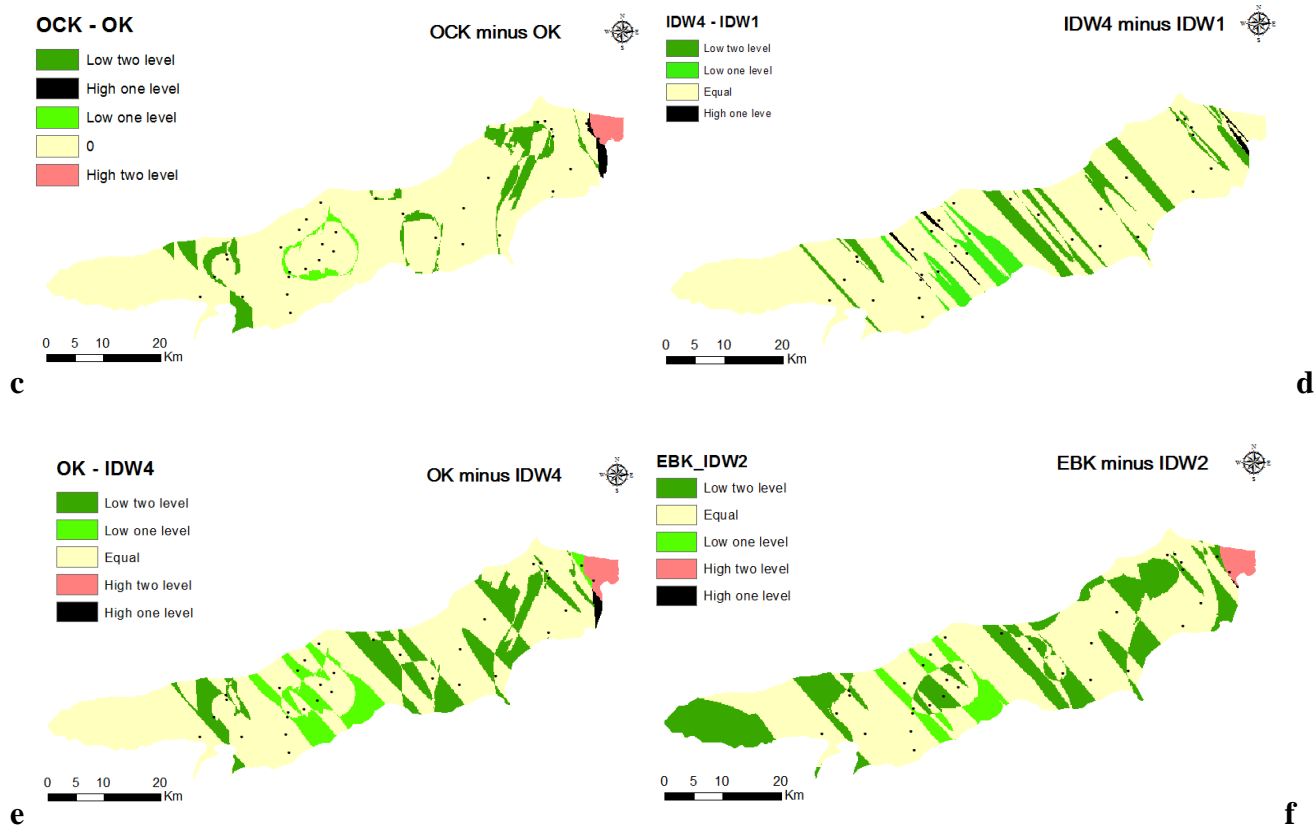 OCK - OK
Low two level
High one level
Low one level
0
High two level
OCK minus OK
0 5 10 20
Km
c
IDW4 - IDW1
Low two level
Low one level
Equal
High one leve
IDW4 minus IDW1
0 5 10 20
Km
d
OK - IDW4
Low two level
Low one level
Equal
High two level
High one level
OK minus IDW4
0 5 10 20
Km
e
EBK_IDW2
Low two level
Equal
Low one level
High two level
High one level
EBK minus IDW2
0 5 10 20
Km
f